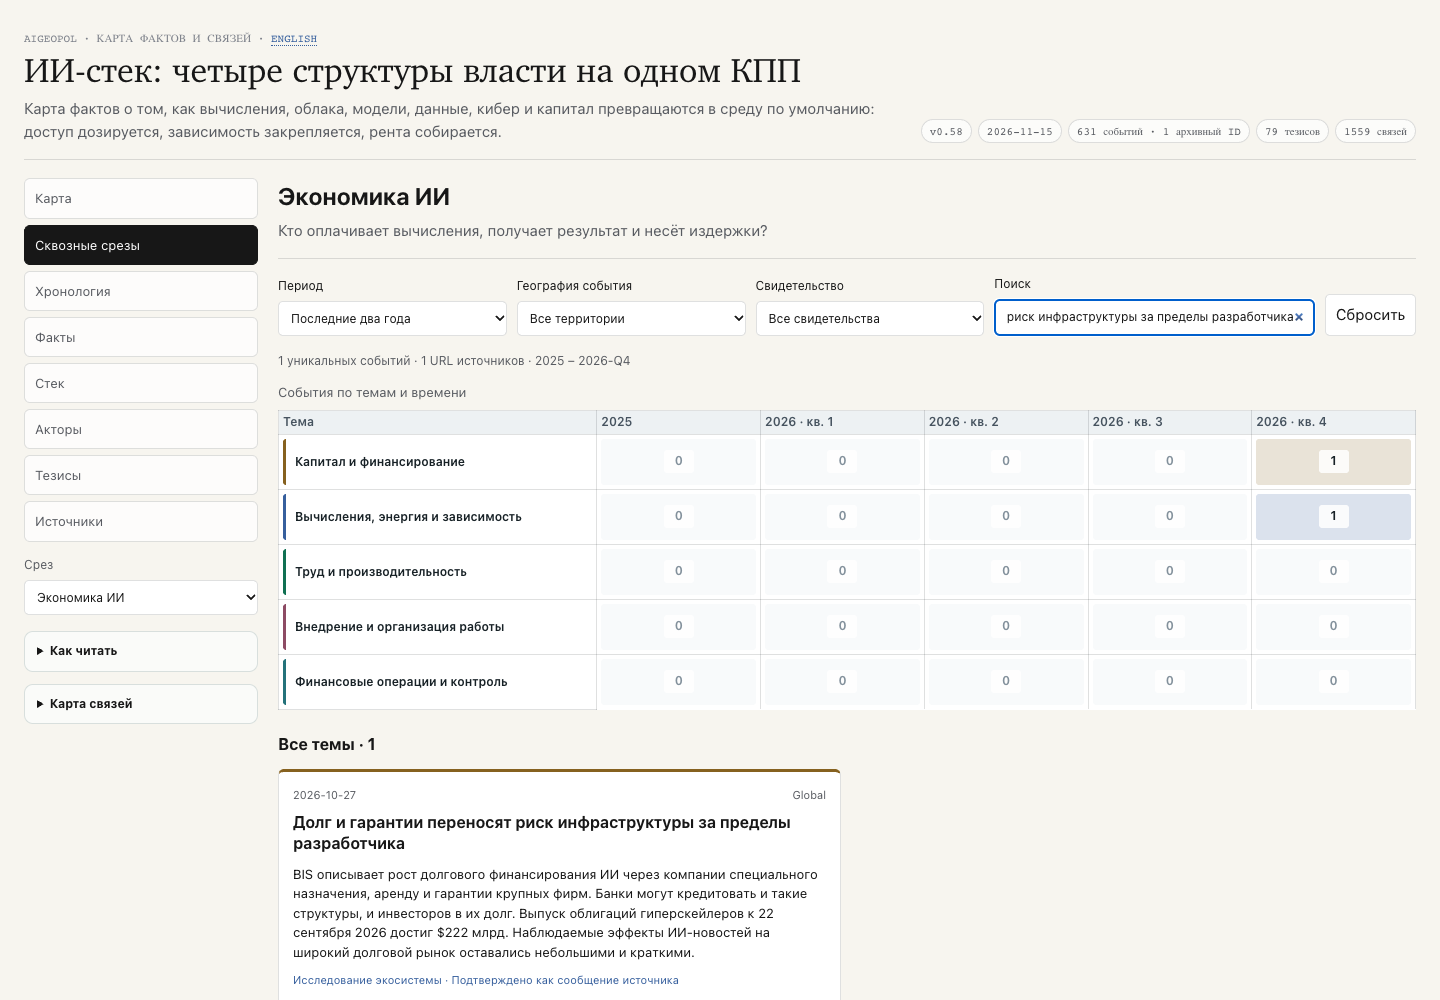 AIGEOPOL · КАРТА ФАКТОВ И СВЯЗЕЙ · ENGLISH
ИИ-стек: четыре структуры власти на одном КПП
Карта фактов о том, как вычисления, облака, модели, данные, кибер и капитал превращаются в среду по умолчанию:
доступ дозируется, зависимость закрепляется, рента собирается.
v0.58
2026-11-15
631 событий · 1 архивный ID
79 тезисов
1559 связей
Карта
Сквозные срезы
Хронология
Факты
Стек
Акторы
Тезисы
Источники
Срез
Экономика ИИ
Как читать
Карта связей
Экономика ИИ
Кто оплачивает вычисления, получает результат и несёт издержки?
Период
География события
Свидетельство
Поиск
Последние два года
Все территории
Все свидетельства
риск инфраструктуры за пределы разработчика
Сбросить
1 уникальных событий · 1 URL источников · 2025 – 2026-Q4
События по темам и времени
Тема 2025 2026 · кв. 1 2026 · кв. 2 2026 · кв. 3 2026 · кв. 4
Капитал и финансирование 0 0 0 0 1
Вычисления, энергия и зависимость 0 0 0 0 1
Труд и производительность 0 0 0 0 0
Внедрение и организация работы 0 0 0 0 0
Финансовые операции и контроль 0 0 0 0 0
Все темы · 1
2026-10-27 Global
Долг и гарантии переносят риск инфраструктуры за пределы
разработчика
BIS описывает рост долгового финансирования ИИ через компании специального
назначения, аренду и гарантии крупных фирм. Банки могут кредитовать и такие
структуры, и инвесторов в их долг. Выпуск облигаций гиперскейлеров к 22
сентября 2026 достиг $222 млрд. Наблюдаемые эффекты ИИ-новостей на
широкий долговой рынок оставались небольшими и краткими.
Исследование экосистемы · Подтверждено как сообщение источника